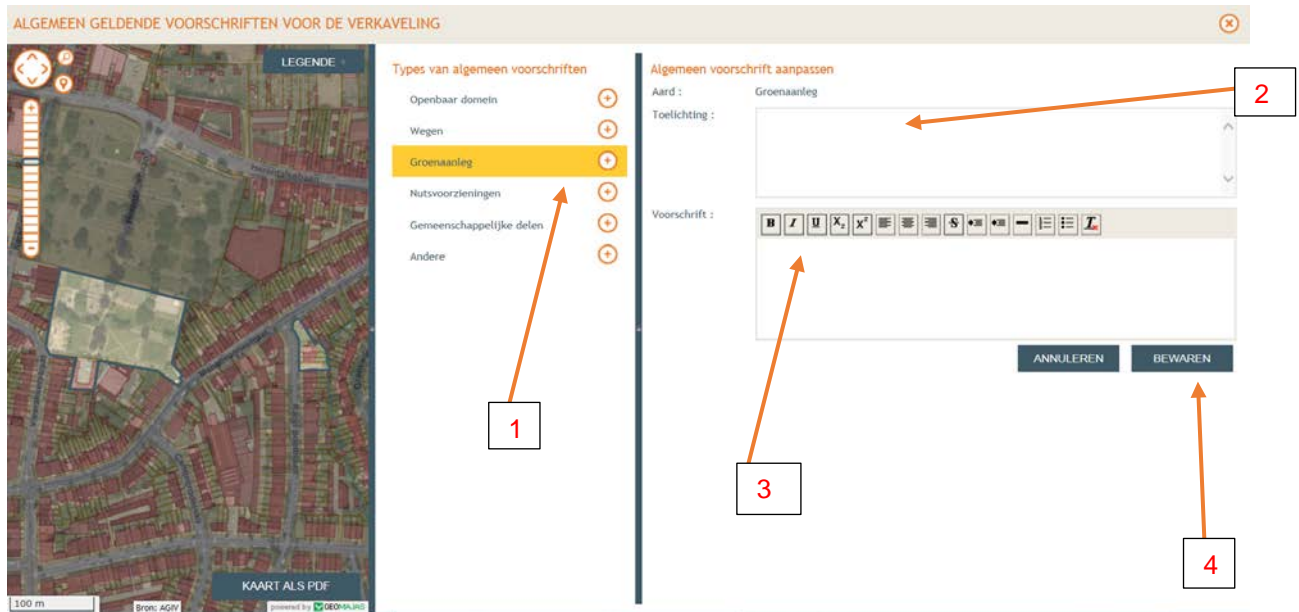 ALGEMEEN GELDENDE VOORSCHRIFTEN VOOR DE VERKAVELING
LEGENDE +
Types van algemeen voorschriften
Openbaar domein
Wegen
Groenaanleg
Nutsvoorzieningen
Gemeenschappelijke delen
Andere
Algemeen voorschrift aanpassen
Aard :
Groenaanleg
Toelichting :
Voorschrift :
B I U X₂ X² S
ANNULEREN
BEWAREN
1
2
3
4
KAART ALS PDF
100 m
Bron: AGIV
powered by GEOMAJAS